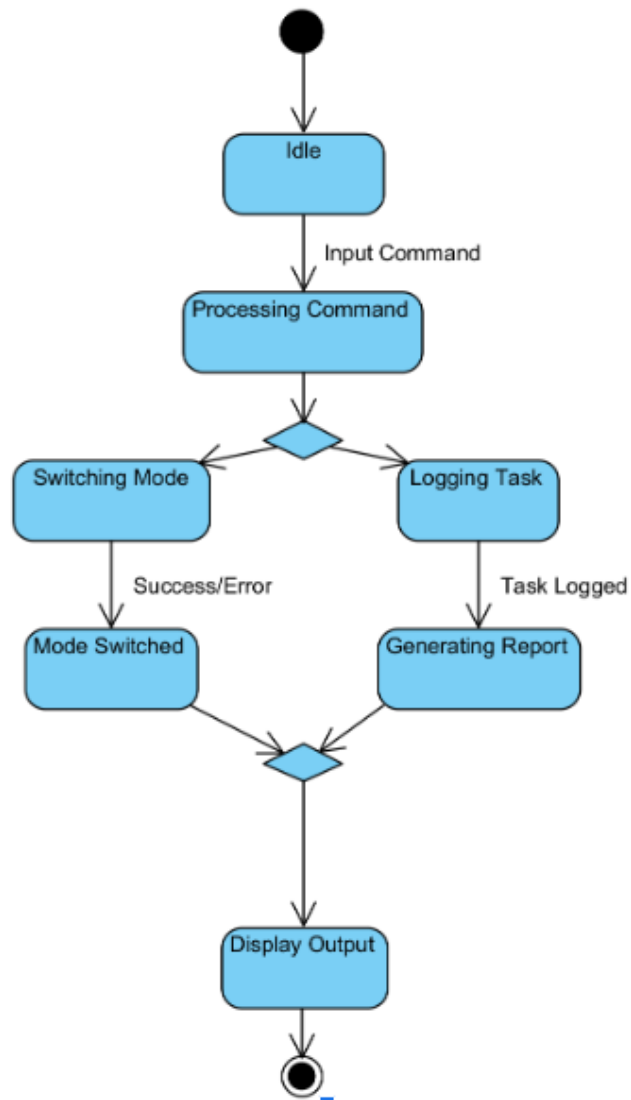 Idle
Input Command
Processing Command
Switching Mode
Logging Task
Success/Error
Task Logged
Mode Switched
Generating Report
Display Output